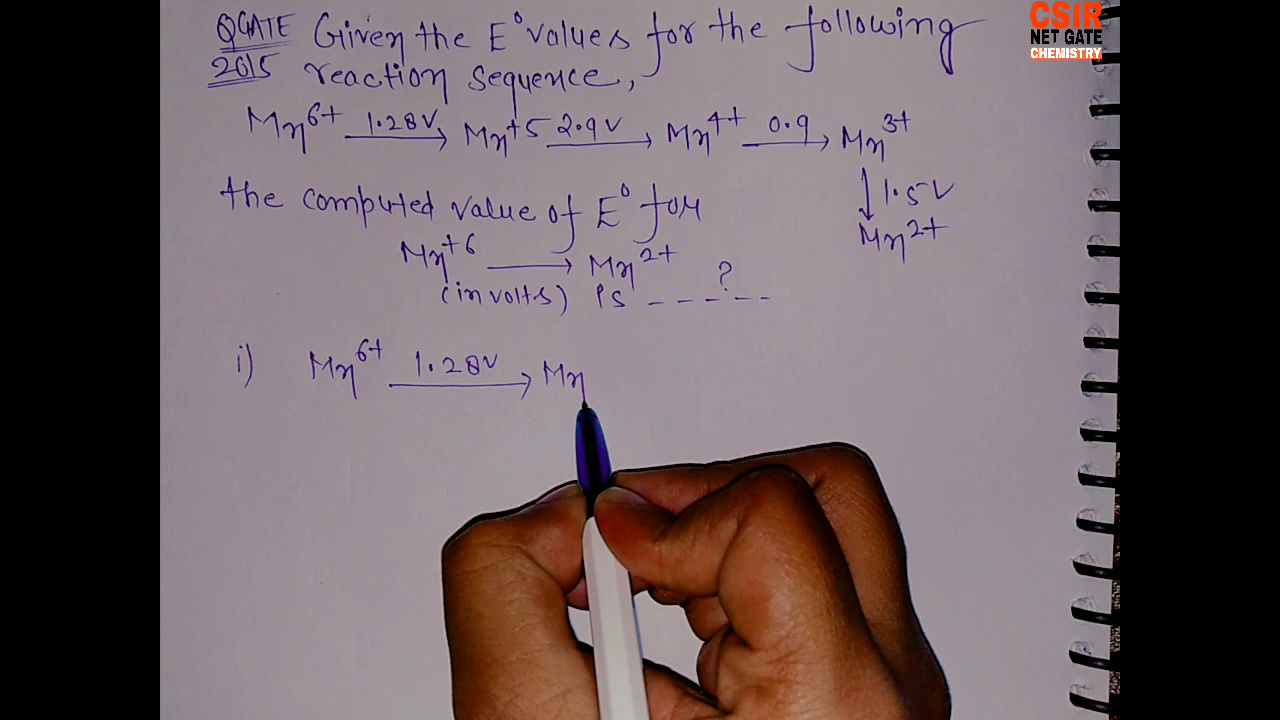 QGATE Given the E° values for the following
2015 reaction sequence,
Mn⁶⁺ 1.28V→ Mn⁺⁵ 2.9V→ Mn⁴⁺ 0.9→ Mn³⁺
↓ 1.5V
Mn²⁺
the computed value of E° for
Mn⁺⁶ → Mn²⁺
(in volts) is _ _ _ ? _ _
i) Mn⁶⁺ 1.28V→ Mn
CSIR
NET GATE
CHEMISTRY